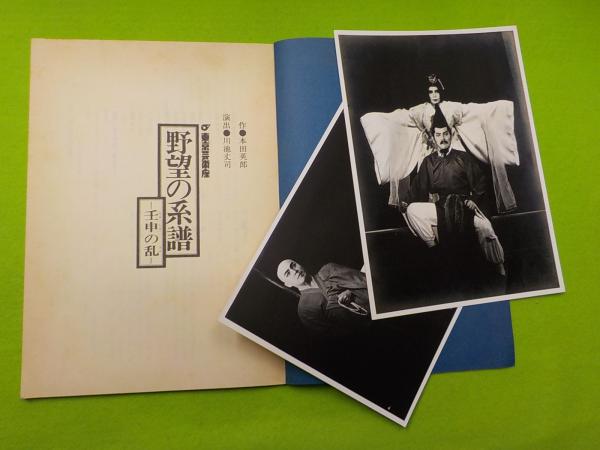 作●本田英郎
演出●川池丈司
東京芸術座
野望の系譜
－壬申の乱－